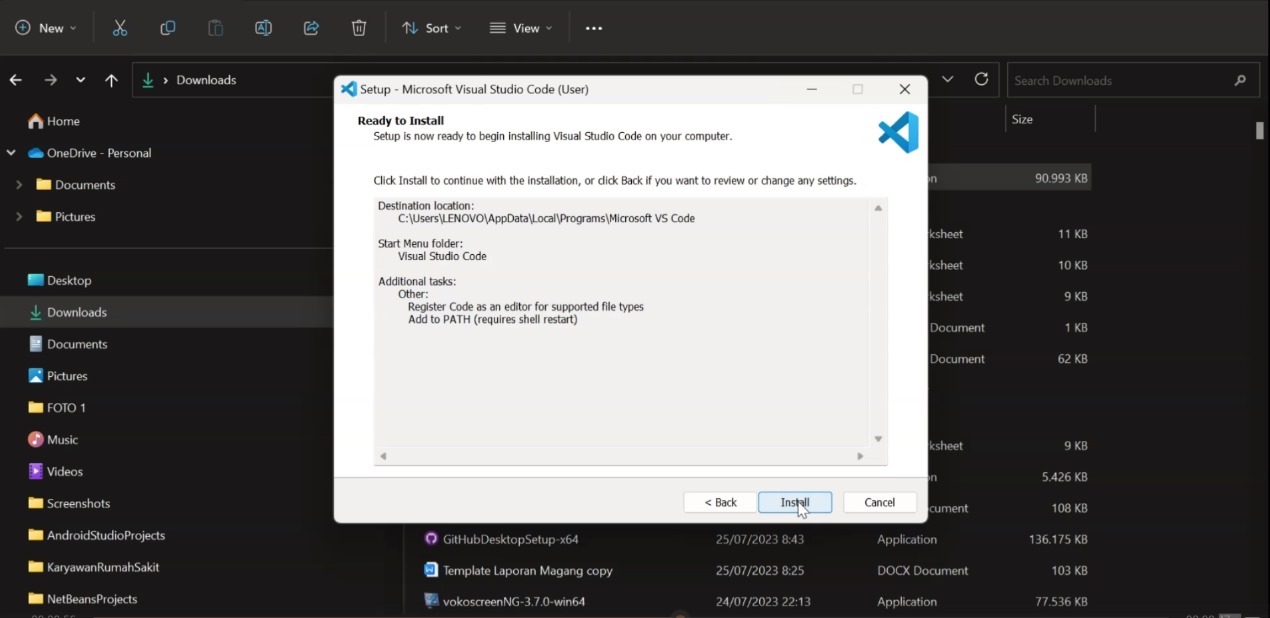 New
Sort
View
Downloads
Search Downloads
Home
OneDrive - Personal
Documents
Pictures
Desktop
Downloads
Documents
Pictures
FOTO 1
Music
Videos
Screenshots
AndroidStudioProjects
KaryawanRumahSakit
NetBeansProjects
Setup - Microsoft Visual Studio Code (User)
Ready to Install
Setup is now ready to begin installing Visual Studio Code on your computer.
Click Install to continue with the installation, or click Back if you want to review or change any settings.
Destination location:
C:\Users\LENOVO\AppData\Local\Programs\Microsoft VS Code
Start Menu folder:
Visual Studio Code
Additional tasks:
Other:
Register Code as an editor for supported file types
Add to PATH (requires shell restart)
< Back
Install
Cancel
Size
90.993 KB
ksheet 11 KB
ksheet 10 KB
ksheet 9 KB
Document 1 KB
Document 62 KB
ksheet 9 KB
5.426 KB
cument 108 KB
GitHubDesktopSetup-x64 25/07/2023 8:43 Application 136.175 KB
Template Laporan Magang copy 25/07/2023 8:25 DOCX Document 103 KB
vokoscreenNG-3.7.0-win64 24/07/2023 22:13 Application 77.536 KB